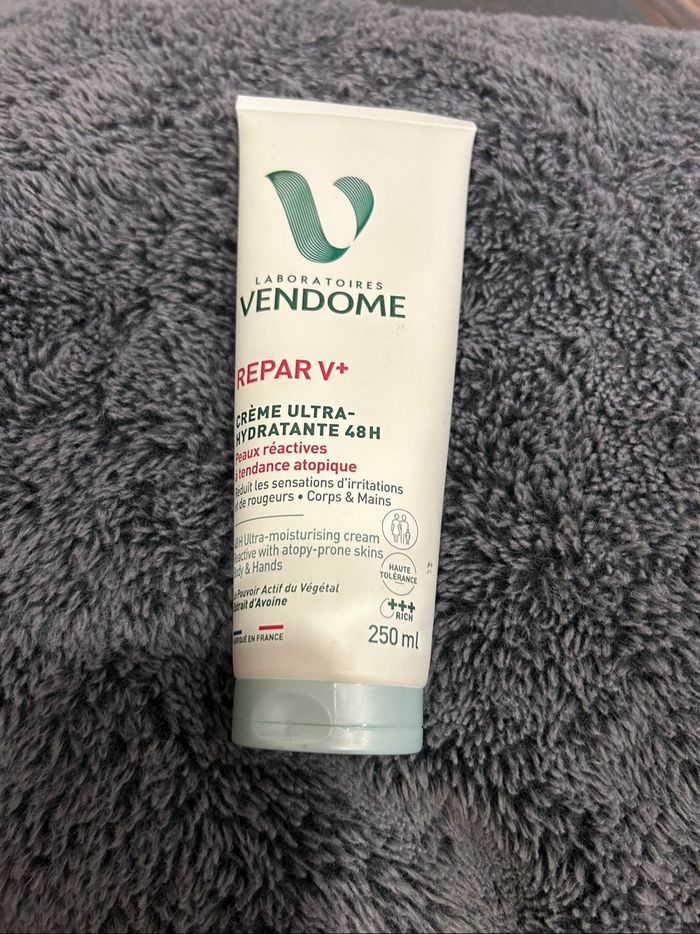 LABORATOIRES
VENDOME
REPAR V+
CRÈME ULTRA-
HYDRATANTE 48H
Peaux réactives
à tendance atopique
Réduit les sensations d'irritations
et de rougeurs • Corps & Mains
48H Ultra-moisturising cream
Reactive with atopy-prone skins
Body & Hands
HAUTE
TOLÉRANCE
Le Pouvoir Actif du Végétal
Extrait d'Avoine
+++
RICH
FABRIQUÉ EN FRANCE
250 ml